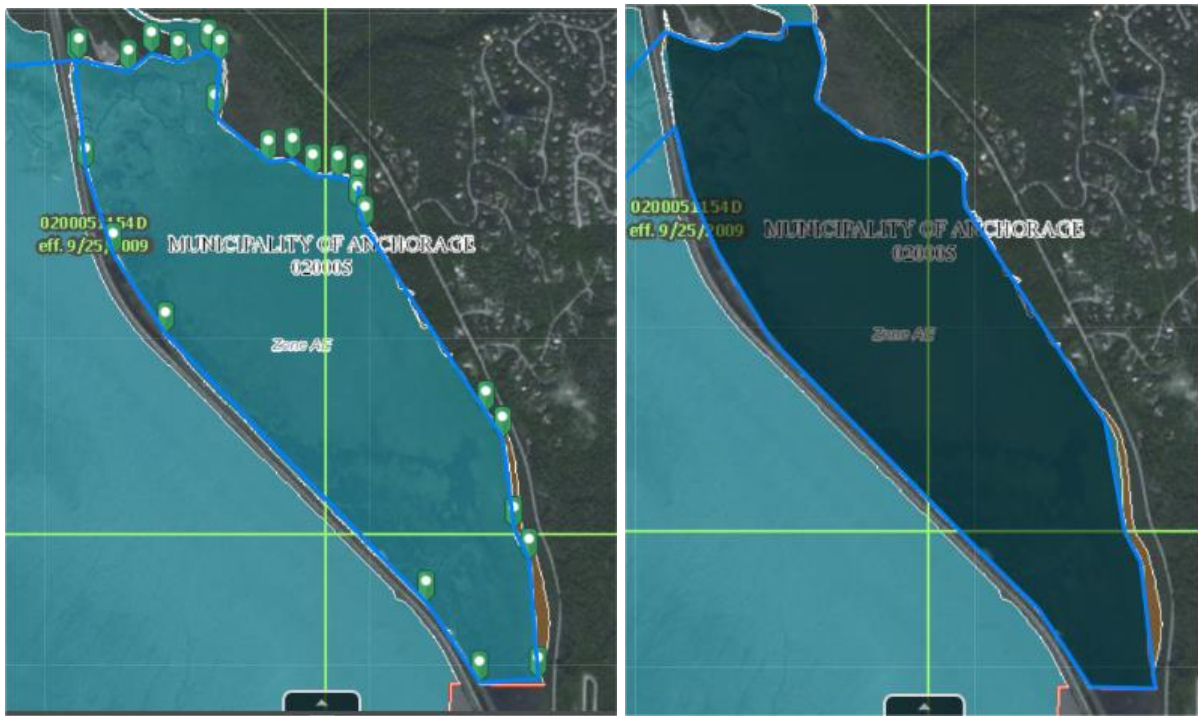 0200051154D
eff. 9/25/2009
MUNICIPALITY OF ANCHORAGE
020005
Zone AE
0200051154D
eff. 9/25/2009
MUNICIPALITY OF ANCHORAGE
020005
Zone AE